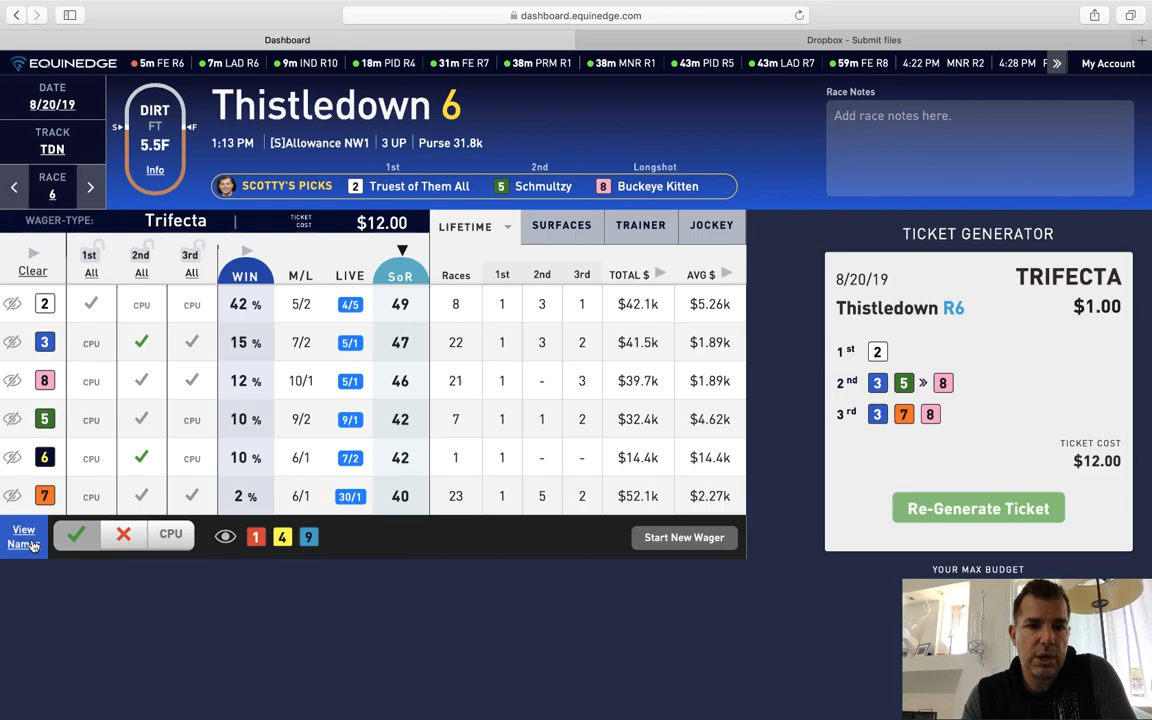 dashboard.equinedge.com
Dashboard
Dropbox - Submit files
EQUINEDGE 5m FE R6 7m LAD R6 9m IND R10 18m PID R4 31m FE R7 38m PRM R1 38m MNR R1 43m PID R5 43m LAD R7 59m FE R8 4:22 PM MNR R2 4:28 PM My Account
DATE
8/20/19
TRACK
TDN
RACE
6
S DIRT F
FT
5.5F
Info
Thistledown 6
1:13 PM | [S]Allowance NW1 | 3 UP | Purse 31.8k
1st 2nd Longshot
SCOTTY'S PICKS 2 Truest of Them All 5 Schmultzy 8 Buckeye Kitten
Race Notes
Add race notes here.
WAGER-TYPE: Trifecta | TICKET COST $12.00
LIFETIME SURFACES TRAINER JOCKEY
Clear 1st All 2nd All 3rd All WIN M/L LIVE SoR Races 1st 2nd 3rd TOTAL $ AVG $
2 CPU CPU 42 % 5/2 4/5 49 8 1 3 1 $42.1k $5.26k
3 CPU CPU 15 % 7/2 5/1 47 22 1 3 2 $41.5k $1.89k
8 CPU 12 % 10/1 5/1 46 21 2 - 3 $39.7k $1.89k
5 CPU CPU 10 % 9/2 9/1 42 7 1 1 2 $32.4k $4.62k
6 CPU CPU 10 % 6/1 7/2 42 1 1 - - $14.4k $14.4k
7 CPU 2 % 6/1 30/1 40 23 1 5 2 $52.1k $2.27k
View
CPU 1 4 9 Start New Wager
TICKET GENERATOR
8/20/19 TRIFECTA
Thistledown R6 $1.00
1st 2
2nd 3 5 » 8
3rd 3 7 8
TICKET COST
$12.00
Re-Generate Ticket
YOUR MAX BUDGET